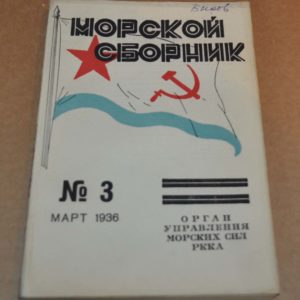 МОРСКОЙ
СБОРНИК
№ 3
МАРТ 1936
ОРГАН
УПРАВЛЕНИЯ
МОРСКИХ СИЛ
РККА